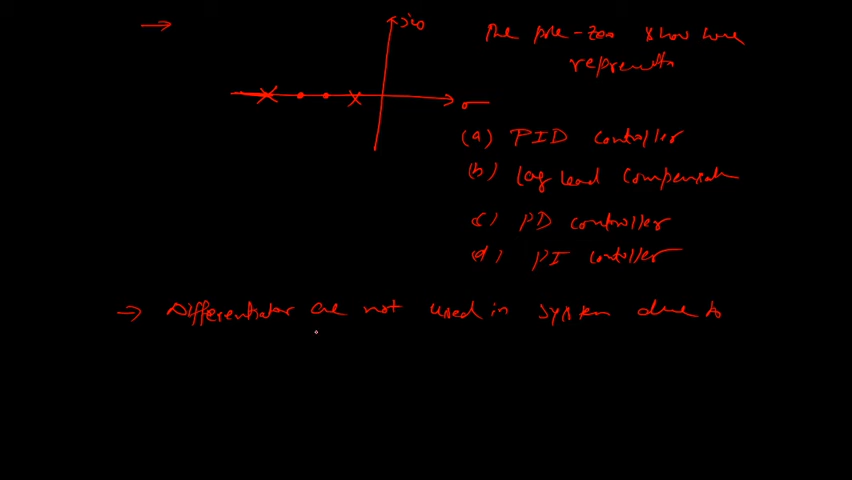 jω
The pole-zero shown here
represents
σ
(a) PID controller
(b) lag lead compensator
(c) PD controller
(d) PI controller
→ Differentiator are not used in system due to